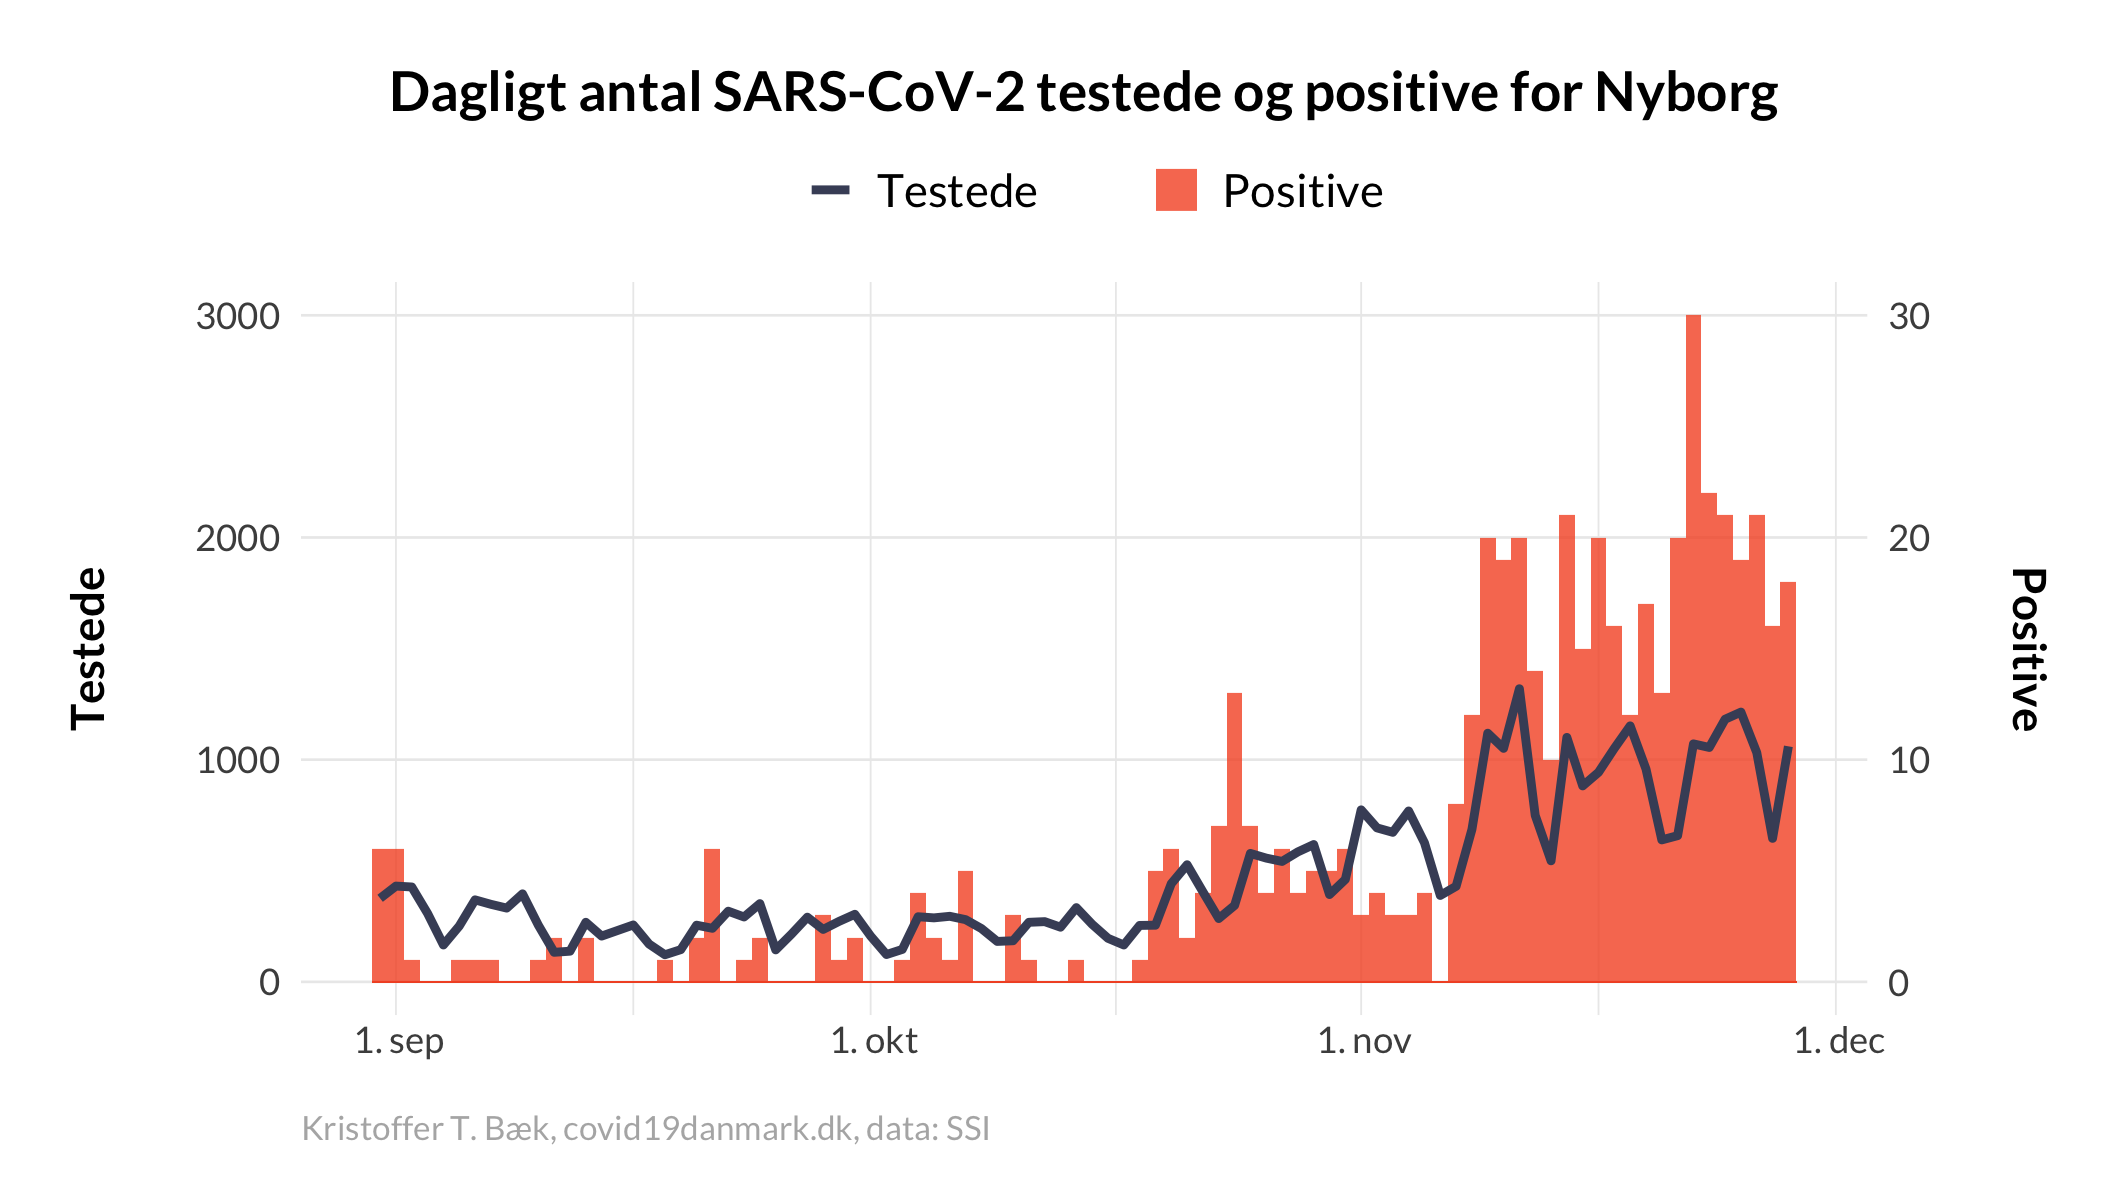 Dagligt antal SARS-CoV-2 testede og positive for Nyborg
Testede
Positive
3000
2000
1000
0
Testede
30
20
10
0
Positive
1. sep
1. okt
1. nov
1. dec
Kristoffer T. Bæk, covid19danmark.dk, data: SSI